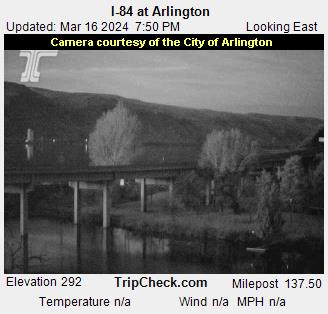 I-84 at Arlington
Updated: Mar 16 2024 7:50 PM Looking East
Camera courtesy of the City of Arlington
Elevation 292 TripCheck.com Milepost 137.50
Temperature n/a Wind n/a MPH n/a